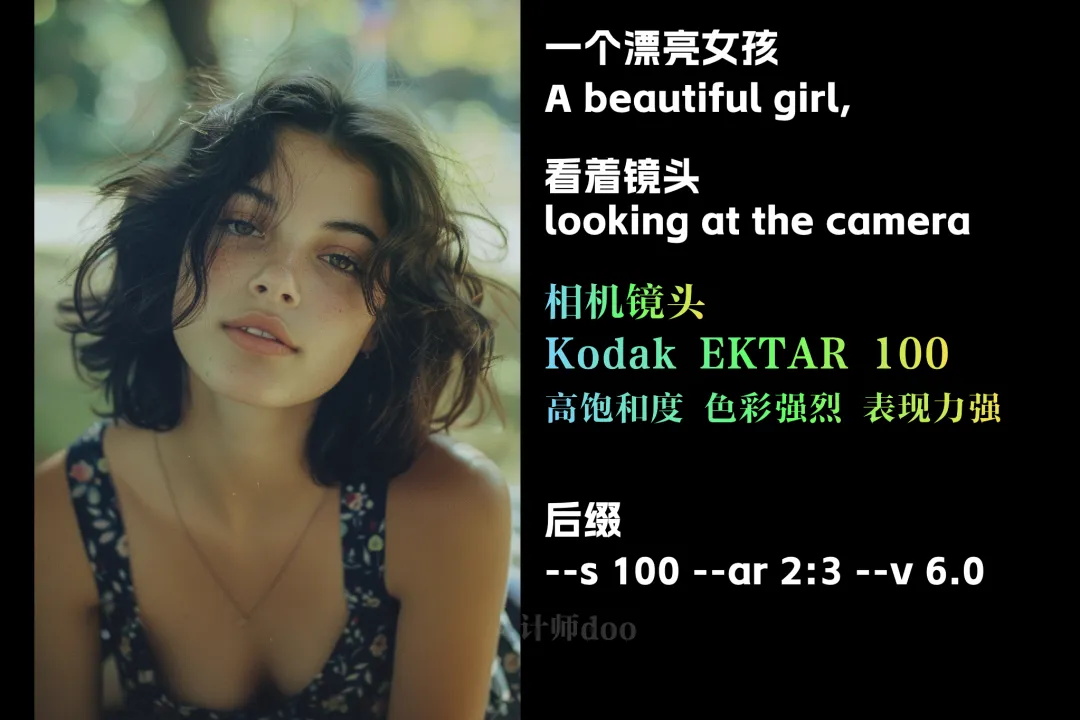 一个漂亮女孩
A beautiful girl,
看着镜头
looking at the camera
相机镜头
Kodak EKTAR 100
高饱和度 色彩强烈 表现力强
后缀
--s 100 --ar 2:3 --v 6.0
计师doo